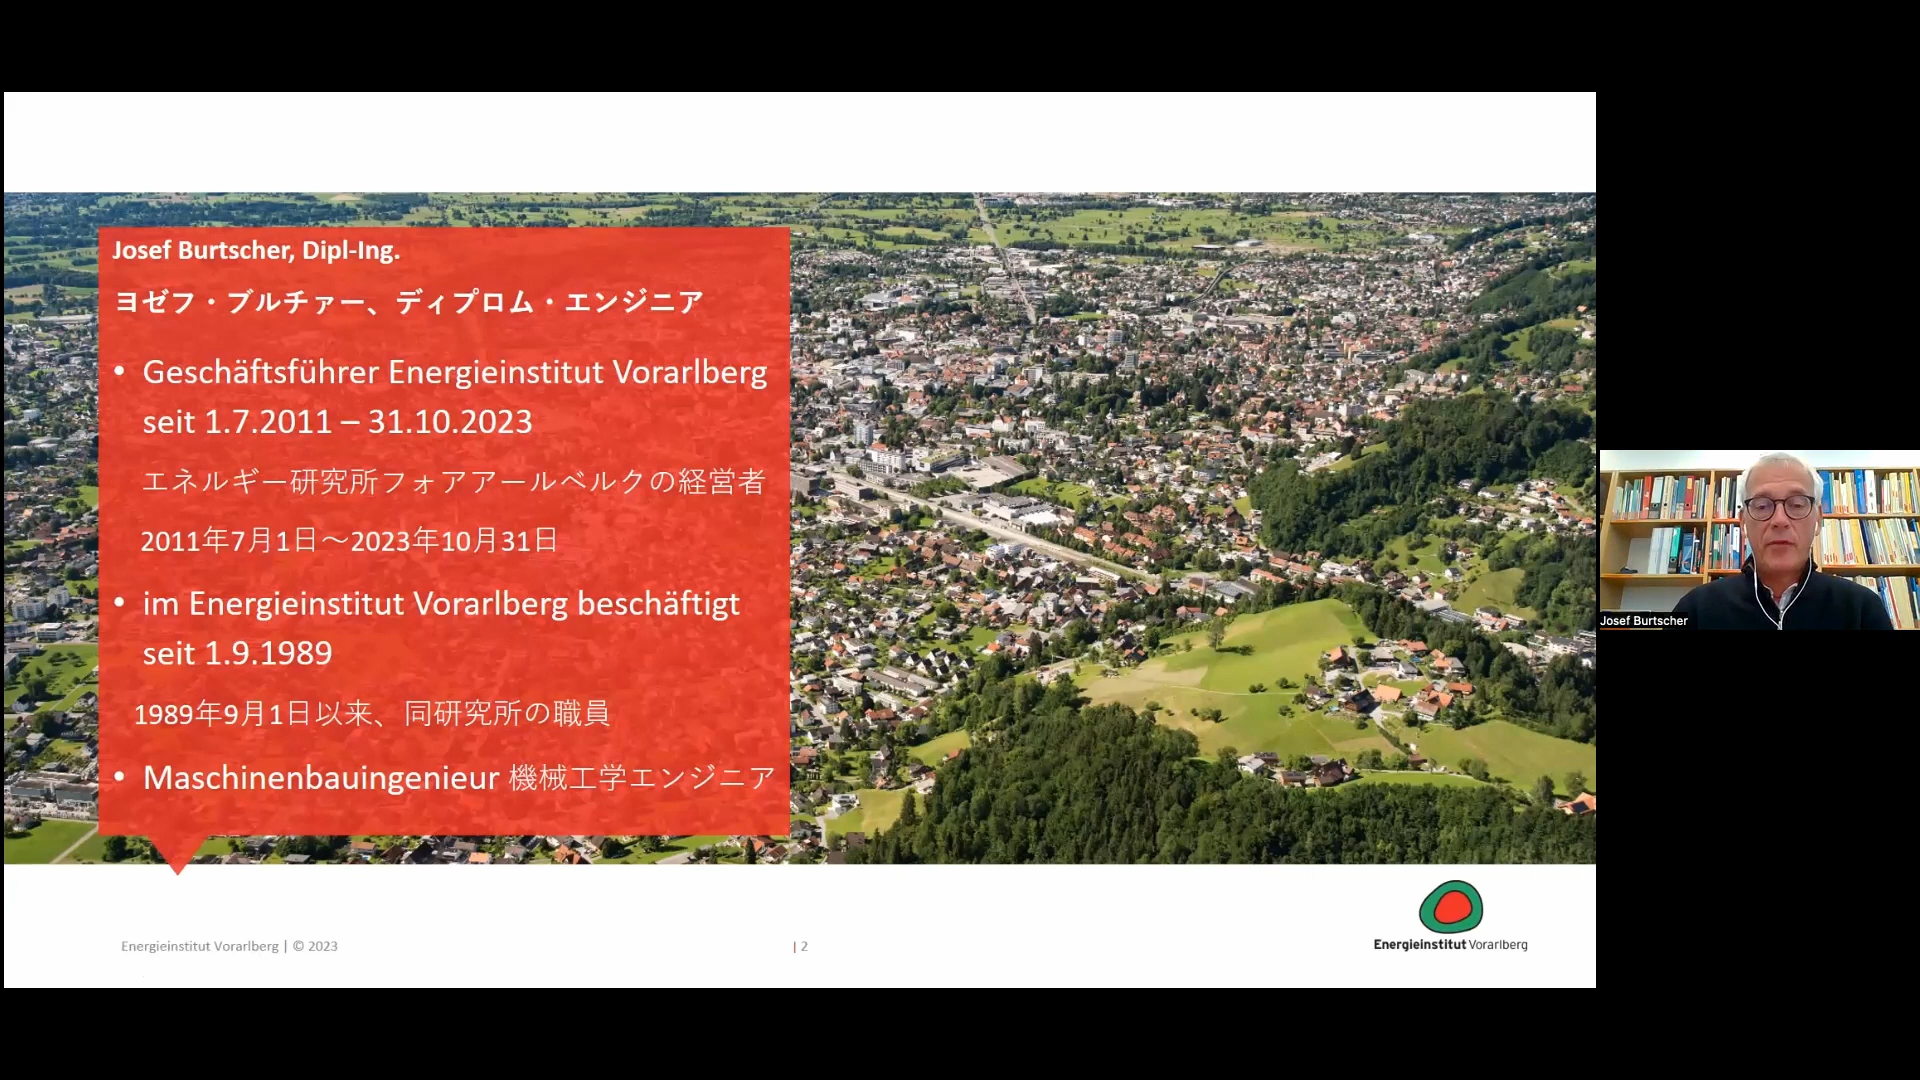 Josef Burtscher, Dipl-Ing.
ヨゼフ・ブルチァー、ディプロム・エンジニア
• Geschäftsführer Energieinstitut Vorarlberg
seit 1.7.2011 – 31.10.2023
エネルギー研究所フォアアールベルクの経営者
2011年7月1日～2023年10月31日
• im Energieinstitut Vorarlberg beschäftigt
seit 1.9.1989
1989年9月1日以来、同研究所の職員
• Maschinenbauingenieur 機械工学エンジニア
Josef Burtscher
Energieinstitut Vorarlberg | © 2023
| 2
Energieinstitut Vorarlberg